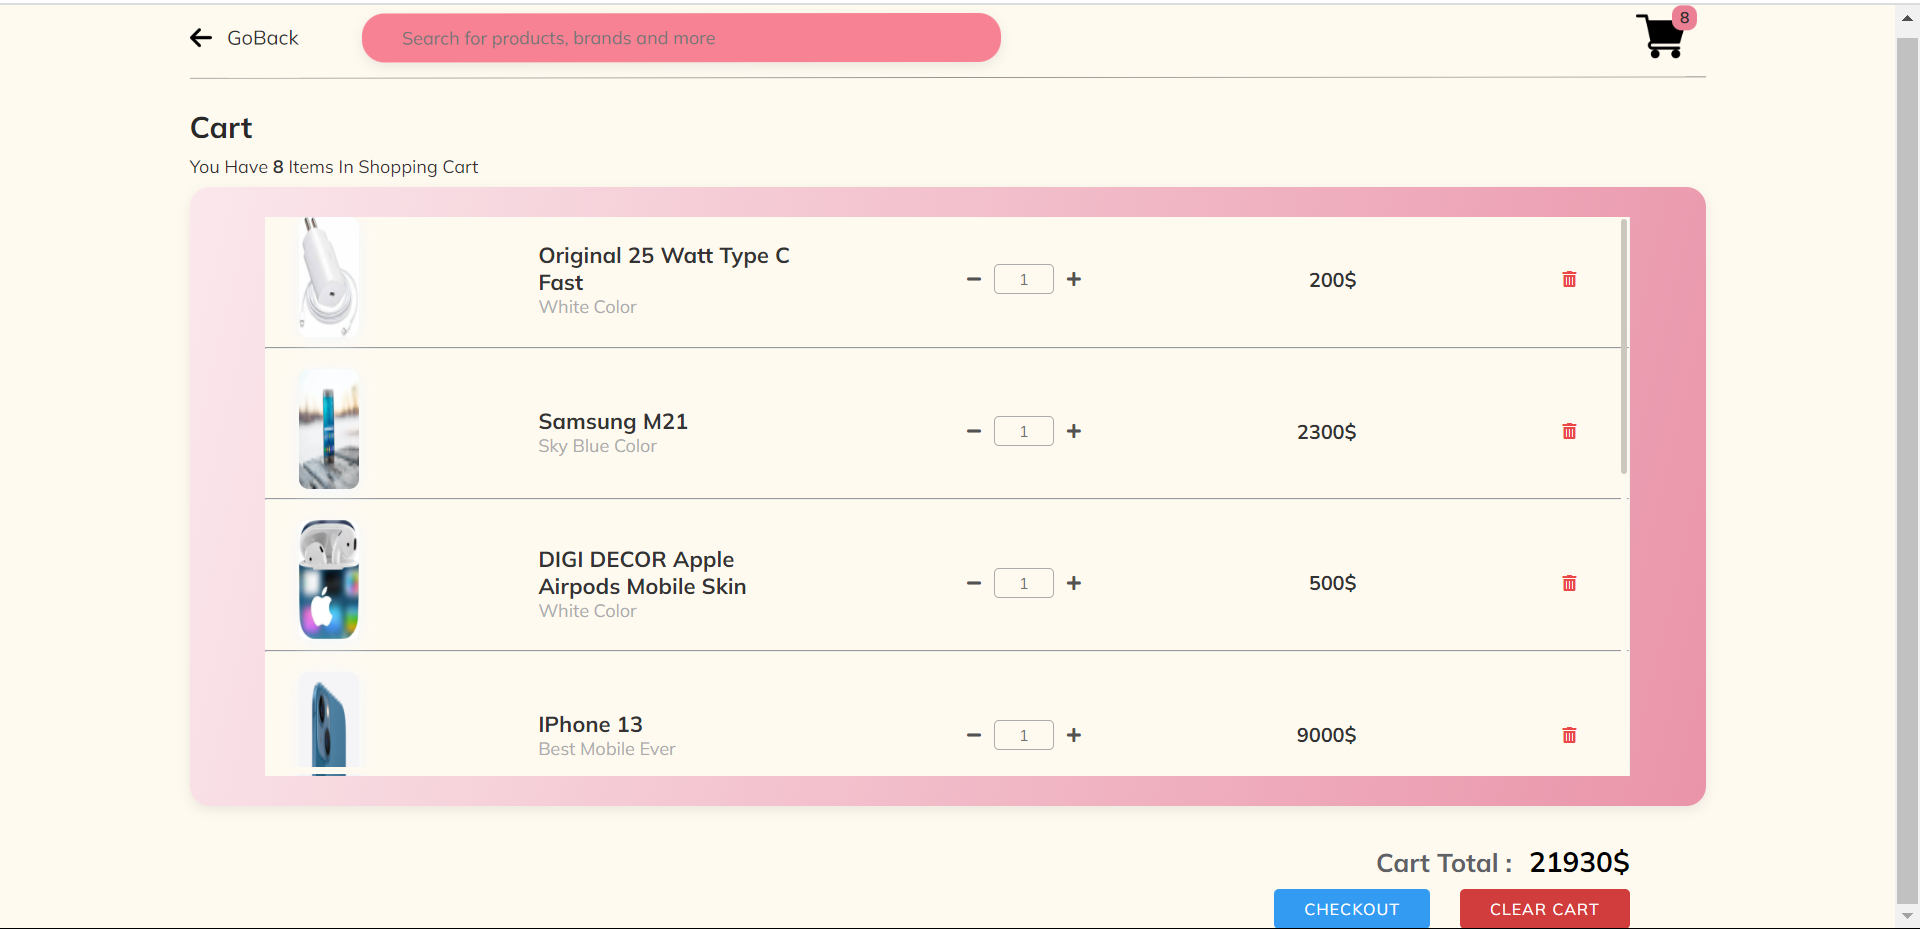 GoBack
Search for products, brands and more
8
Cart
You Have 8 Items In Shopping Cart
Original 25 Watt Type C
Fast
White Color
1
200$
Samsung M21
Sky Blue Color
1
2300$
DIGI DECOR Apple
Airpods Mobile Skin
White Color
1
500$
IPhone 13
Best Mobile Ever
1
9000$
Cart Total : 21930$
CHECKOUT
CLEAR CART